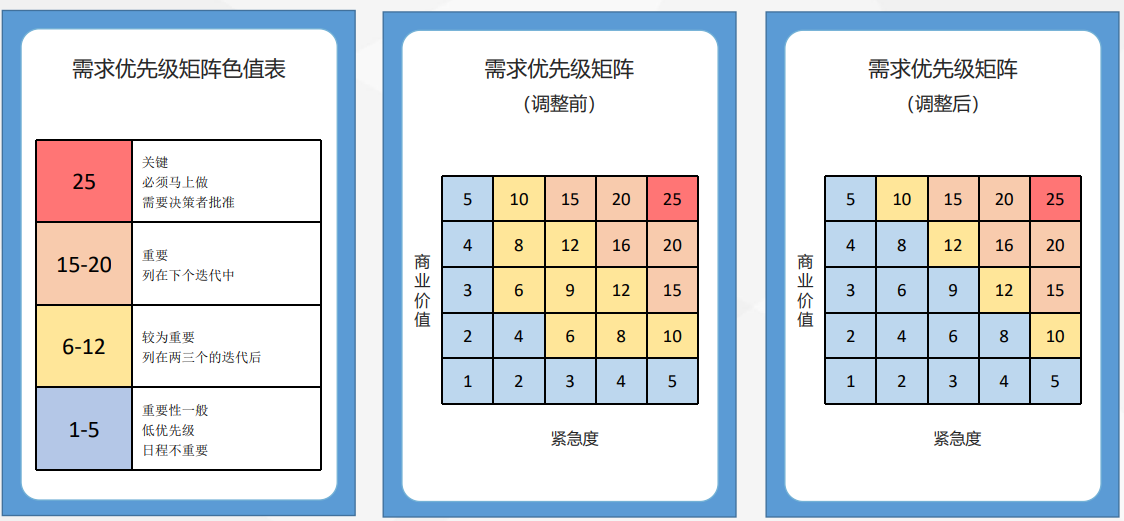 需求优先级矩阵色值表
25
关键
必须马上做
需要决策者批准
15-20
重要
列在下个迭代中
6-12
较为重要
列在两三个的迭代后
1-5
重要性一般
低优先级
日程不重要
需求优先级矩阵
（调整前）
商业价值
5 10 15 20 25
4 8 12 16 20
3 6 9 12 15
2 4 6 8 10
1 2 3 4 5
紧急度
需求优先级矩阵
（调整后）
商业价值
5 10 15 20 25
4 8 12 16 20
3 6 9 12 15
2 4 6 8 10
1 2 3 4 5
紧急度